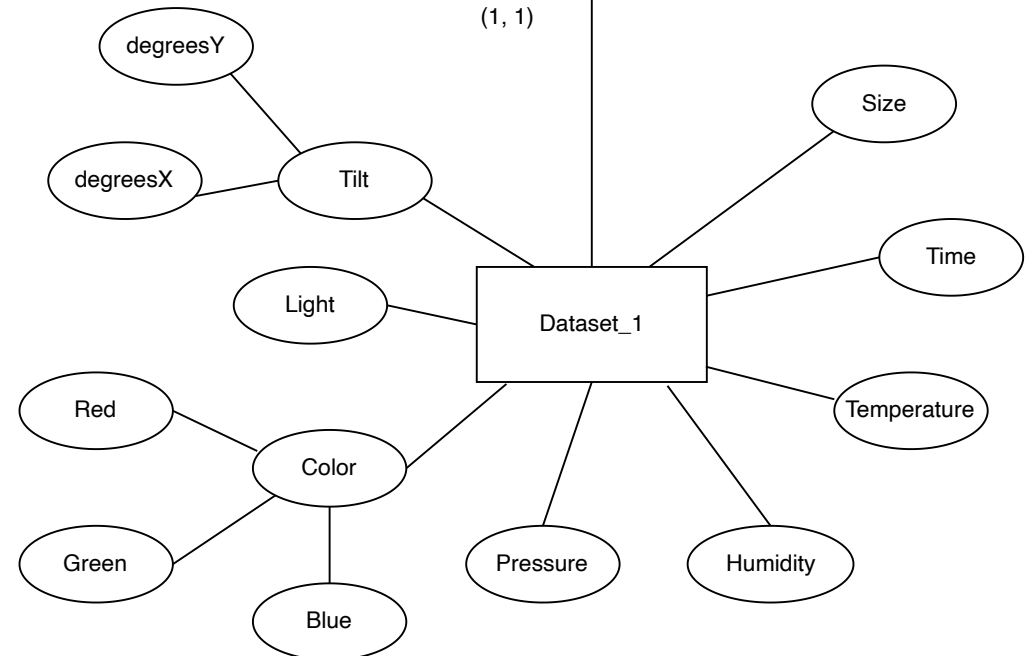 (1, 1)
degreesY
Size
degreesX
Tilt
Time
Light
Dataset_1
Red
Temperature
Color
Green
Pressure
Humidity
Blue